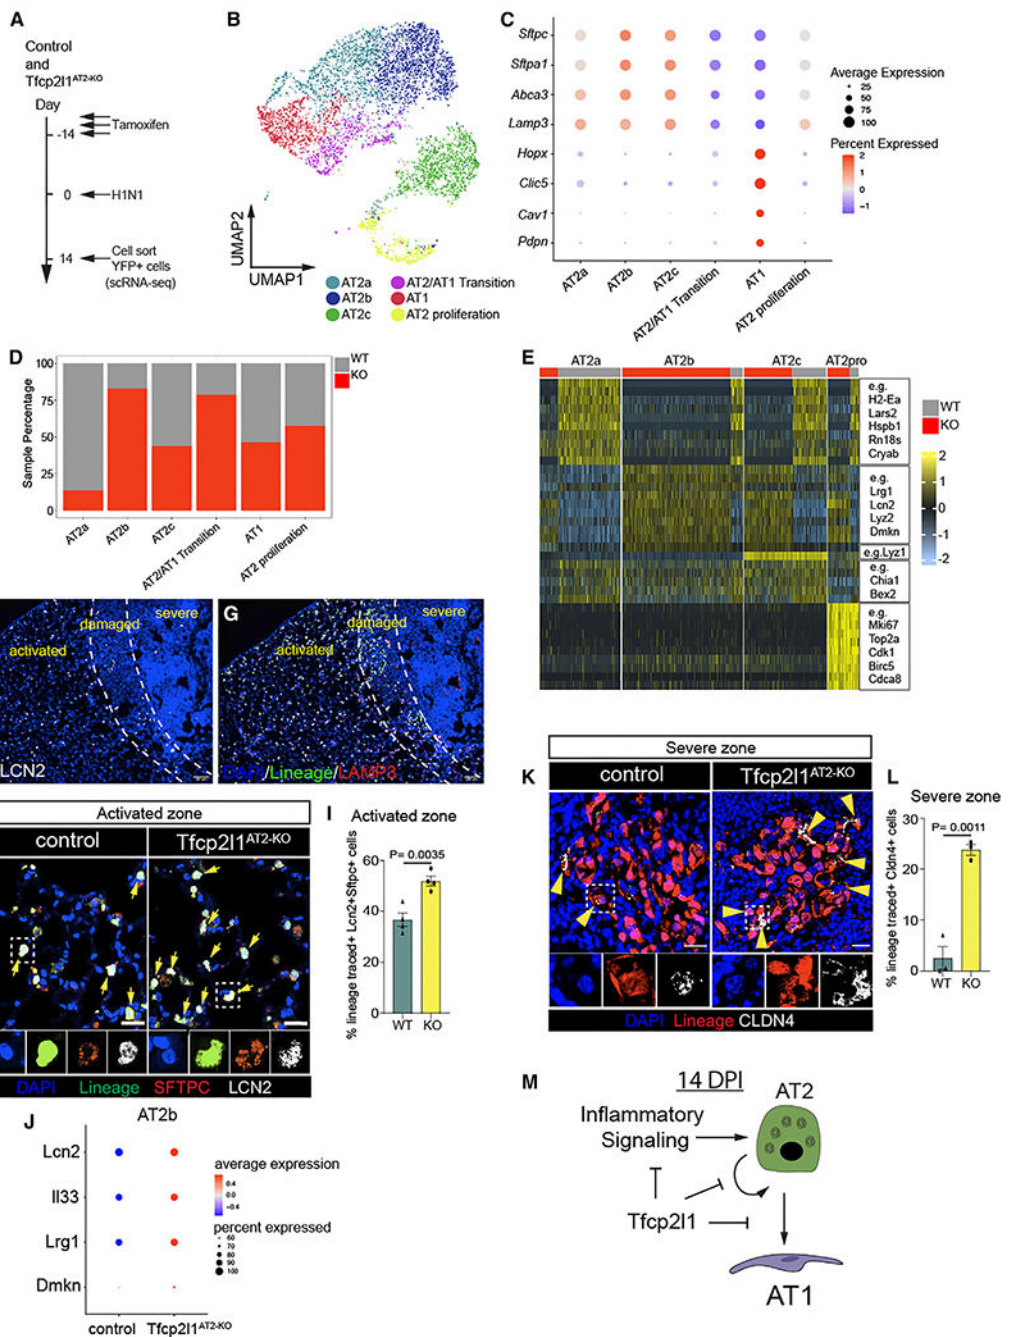 A
Control
and
Tfcp2l1AT2-KO
Day
-14
Tamoxifen
0
H1N1
14
Cell sort
YFP+ cells
(scRNA-seq)
B
UMAP2
UMAP1
AT2a
AT2b
AT2c
AT2/AT1 Transition
AT1
AT2 proliferation
C
Sftpc
Sftpa1
Abca3
Lamp3
Hopx
Clic5
Cav1
Pdpn
AT2a
AT2b
AT2c
AT2/AT1 Transition
AT1
AT2 proliferation
Average Expression
25
50
75
100
Percent Expressed
2
1
0
-1
D
Sample Percentage
100
75
50
25
0
AT2a
AT2b
AT2c
AT2/AT1 Transition
AT1
AT2 proliferation
WT
KO
E
AT2a
AT2b
AT2c
AT2pro
e.g.
H2-Ea
Lars2
Hspb1
Rn18s
Cryab
e.g.
Lrg1
Lcn2
Lyz2
Dmkn
e.g.Lyz1
e.g.
Chia1
Bex2
e.g.
Mki67
Top2a
Cdk1
Birc5
Cdca8
WT
KO
2
1
0
-1
-2
severe
damaged
activated
LCN2
G
severe
damaged
activated
DAPI/Lineage/LAMP3
Activated zone
control
Tfcp2l1AT2-KO
DAPI Lineage SFTPC LCN2
I
Activated zone
% lineage traced+ Lcn2+Sftpc+ cells
P= 0.0035
60
40
20
0
WT
KO
J
AT2b
Lcn2
Il33
Lrg1
Dmkn
control
Tfcp2l1AT2-KO
average expression
0.4
0.0
-0.4
percent expressed
60
70
80
90
100
Severe zone
K
control
Tfcp2l1AT2-KO
DAPI Lineage CLDN4
L
Severe zone
% lineage traced+ Cldn4+ cells
P= 0.0011
30
20
10
0
WT
KO
M
14 DPI
AT2
Inflammatory
Signaling
Tfcp2l1
AT1